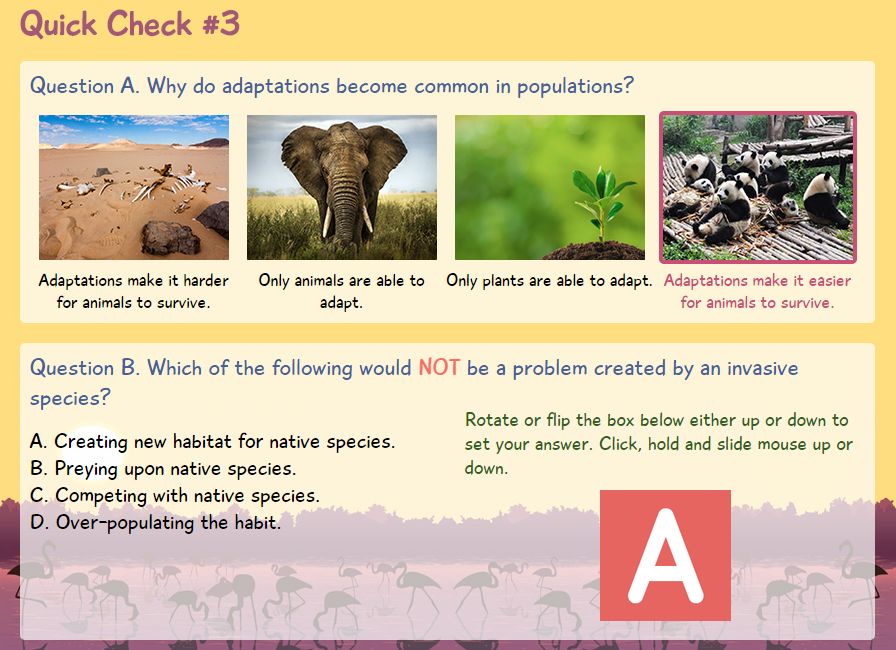 Quick Check #3
Question A. Why do adaptations become common in populations?
Adaptations make it harder
for animals to survive.
Only animals are able to
adapt.
Only plants are able to adapt.
Adaptations make it easier
for animals to survive.
Question B. Which of the following would NOT be a problem created by an invasive
species?
A. Creating new habitat for native species.
B. Preying upon native species.
C. Competing with native species.
D. Over-populating the habit.
Rotate or flip the box below either up or down to
set your answer. Click, hold and slide mouse up or
down.
A